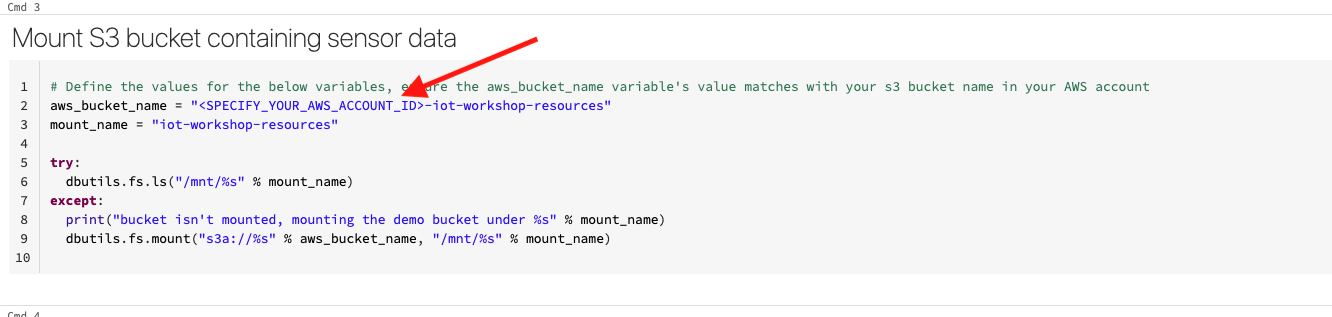 Cmd 3
Mount S3 bucket containing sensor data
1 # Define the values for the below variables, the aws_bucket_name variable's value matches with your s3 bucket name in your AWS account
2 aws_bucket_name = "<SPECIFY_YOUR_AWS_ACCOUNT_ID>-iot-workshop-resources"
3 mount_name = "iot-workshop-resources"
4
5 try:
6 dbutils.fs.ls("/mnt/%s" % mount_name)
7 except:
8 print("bucket isn't mounted, mounting the demo bucket under %s" % mount_name)
9 dbutils.fs.mount("s3a://%s" % aws_bucket_name, "/mnt/%s" % mount_name)
10
Cmd 4